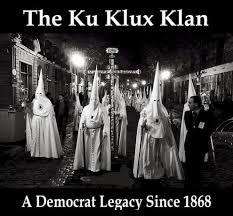 The Ku Klux Klan
A Democrat Legacy Since 1868